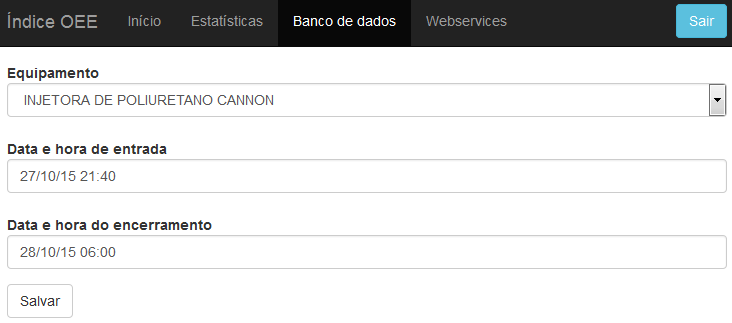 Índice OEE Início Estatísticas Banco de dados Webservices Sair
Equipamento
INJETORA DE POLIURETANO CANNON
Data e hora de entrada
27/10/15 21:40
Data e hora do encerramento
28/10/15 06:00
Salvar